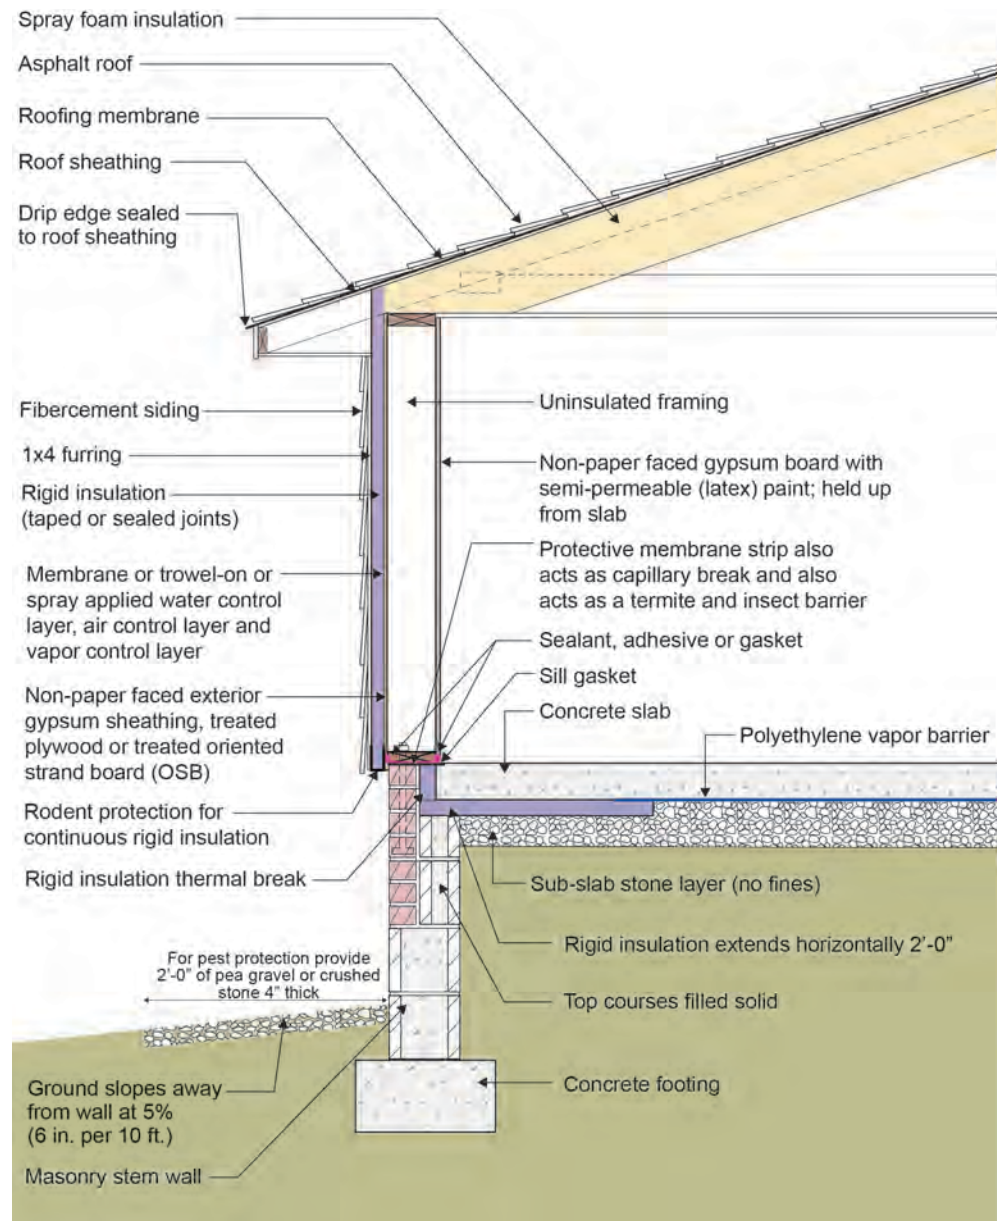 Spray foam insulation
Asphalt roof
Roofing membrane
Roof sheathing
Drip edge sealed
to roof sheathing
Fibercement siding
1x4 furring
Rigid insulation
(taped or sealed joints)
Membrane or trowel-on or
spray applied water control
layer, air control layer and
vapor control layer
Non-paper faced exterior
gypsum sheathing, treated
plywood or treated oriented
strand board (OSB)
Rodent protection for
continuous rigid insulation
Rigid insulation thermal break
For pest protection provide
2'-0" of pea gravel or crushed
stone 4" thick
Ground slopes away
from wall at 5%
(6 in. per 10 ft.)
Masonry stem wall
Uninsulated framing
Non-paper faced gypsum board with
semi-permeable (latex) paint; held up
from slab
Protective membrane strip also
acts as capillary break and also
acts as a termite and insect barrier
Sealant, adhesive or gasket
Sill gasket
Concrete slab
Polyethylene vapor barrier
Sub-slab stone layer (no fines)
Rigid insulation extends horizontally 2'-0"
Top courses filled solid
Concrete footing